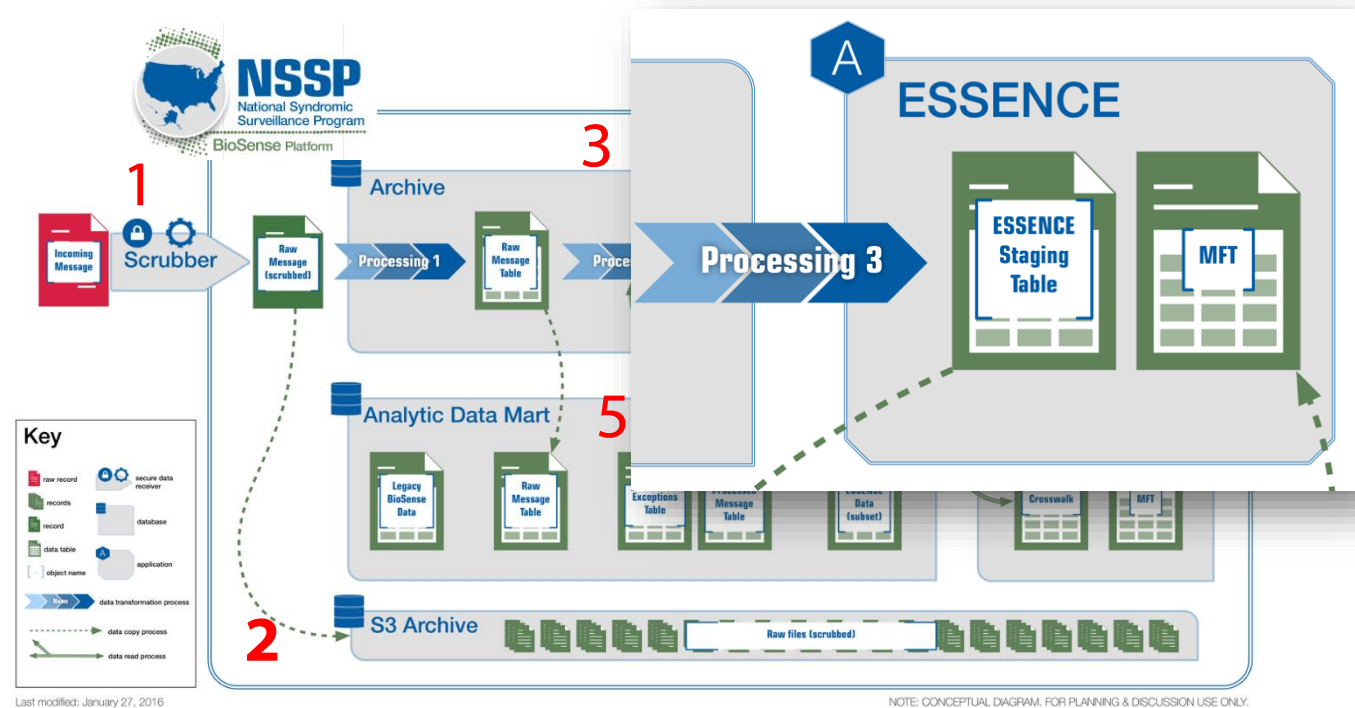 NSSP
National Syndromic
Surveillance Program
BioSense Platform
1
3
A
ESSENCE
Archive
Incoming
Message
Scrubber
Raw
Message
(scrubbed)
Processing 1
Raw
Message
Table
Processing 3
ESSENCE
Staging
Table
MFT
Analytic Data Mart
5
Legacy
BioSense
Data
Raw
Message
Table
Exceptions
Table
Processed
Message
Table
ESSENCE
Data
(subset)
Crosswalk
MFT
Key
raw record
records
record
data table
[...] object name
secure data
receiver
database
A
application
Name
data transformation process
data copy process
data read process
2
S3 Archive
Raw files (scrubbed)
Last modified: January 27, 2016
NOTE: CONCEPTUAL DIAGRAM. FOR PLANNING & DISCUSSION USE ONLY.